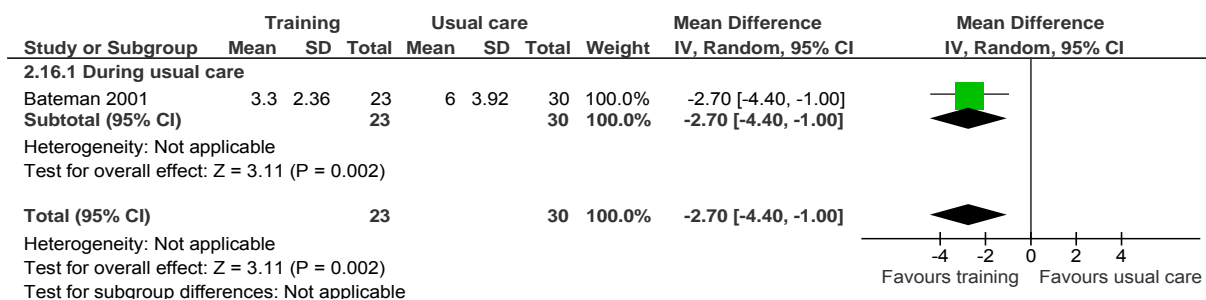 Training Usual care Mean Difference Mean Difference
Study or Subgroup Mean SD Total Mean SD Total Weight IV, Random, 95% CI IV, Random, 95% CI
2.16.1 During usual care
Bateman 2001 3.3 2.36 23 6 3.92 30 100.0% -2.70 [-4.40, -1.00]
Subtotal (95% CI) 23 30 100.0% -2.70 [-4.40, -1.00]
Heterogeneity: Not applicable
Test for overall effect: Z = 3.11 (P = 0.002)
Total (95% CI) 23 30 100.0% -2.70 [-4.40, -1.00]
Heterogeneity: Not applicable
Test for overall effect: Z = 3.11 (P = 0.002)
Test for subgroup differences: Not applicable
-4 -2 0 2 4
Favours training Favours usual care